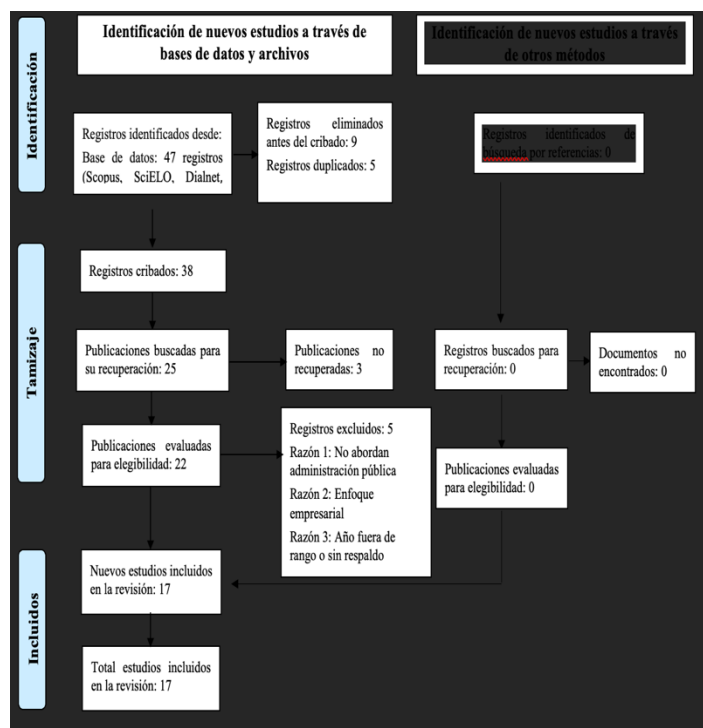 Identificación
Identificación de nuevos estudios a través de
bases de datos y archivos
Identificación de nuevos estudios a través
de otros métodos
Registros identificados desde:
Base de datos: 47 registros
(Scopus, SciELO, Dialnet,
Registros eliminados
antes del cribado: 9
Registros duplicados: 5
Registros identificados de
búsqueda por referencias: 0
Tamizaje
Registros cribados: 38
Publicaciones buscadas para
su recuperación: 25
Publicaciones no
recuperadas: 3
Registros buscados para
recuperación: 0
Documentos no
encontrados: 0
Publicaciones evaluadas
para elegibilidad: 22
Registros excluidos: 5
Razón 1: No abordan
administración pública
Razón 2: Enfoque
empresarial
Razón 3: Año fuera de
rango o sin respaldo
Publicaciones evaluadas
para elegibilidad: 0
Incluidos
Nuevos estudios incluidos
en la revisión: 17
Total estudios incluidos
en la revisión: 17